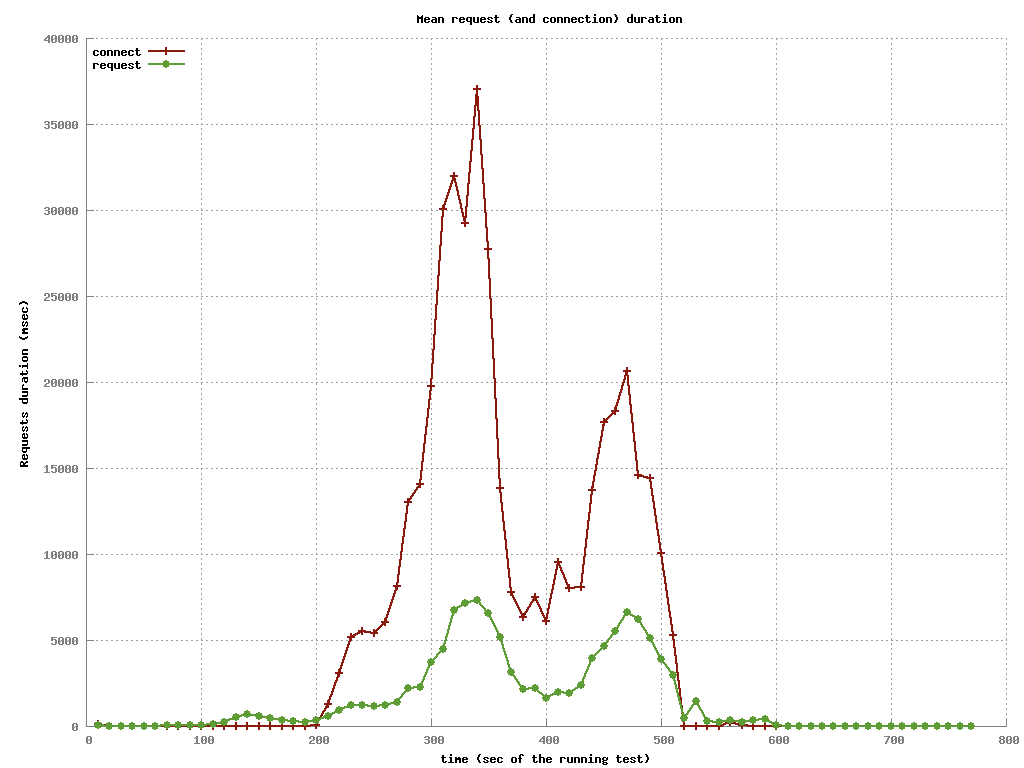 Mean request (and connection) duration
connect
request
40000
35000
30000
25000
20000
15000
10000
5000
0
Requests duration (msec)
0 100 200 300 400 500 600 700 800
time (sec of the running test)